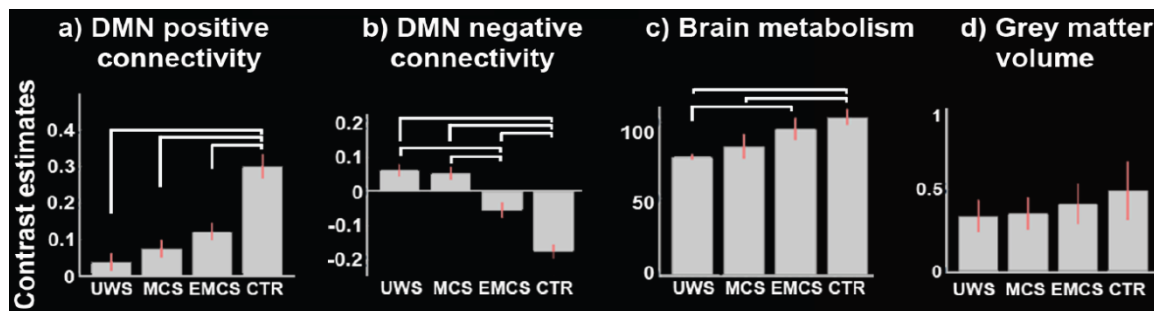 a) DMN positive
connectivity
b) DMN negative
connectivity
c) Brain metabolism
d) Grey matter
volume
Contrast estimates
0.4
0.3
0.2
0.1
0
UWS MCS EMCS CTR
0.2
0.1
0
-0.1
-0.2
UWS MCS EMCS CTR
100
50
0
UWS MCS EMCS CTR
1
0.5
0
UWS MCS EMCS CTR